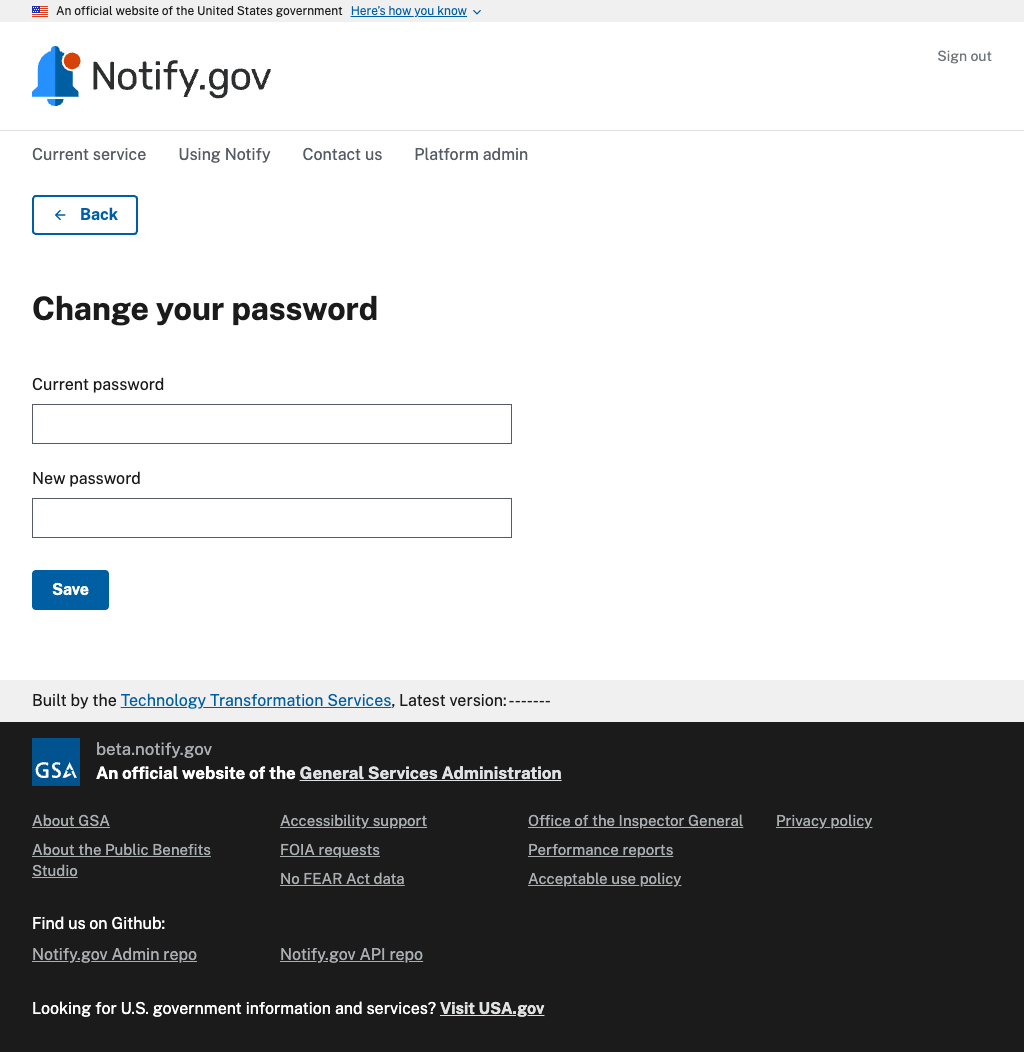 An official website of the United States government Here's how you know
Notify.gov
Sign out
Current service Using Notify Contact us Platform admin
Back
Change your password
Current password
New password
Save
Built by the Technology Transformation Services, Latest version: -------
GSA
beta.notify.gov
An official website of the General Services Administration
About GSA
About the Public Benefits
Studio
Accessibility support
FOIA requests
No FEAR Act data
Office of the Inspector General
Performance reports
Acceptable use policy
Privacy policy
Find us on Github:
Notify.gov Admin repo
Notify.gov API repo
Looking for U.S. government information and services? Visit USA.gov